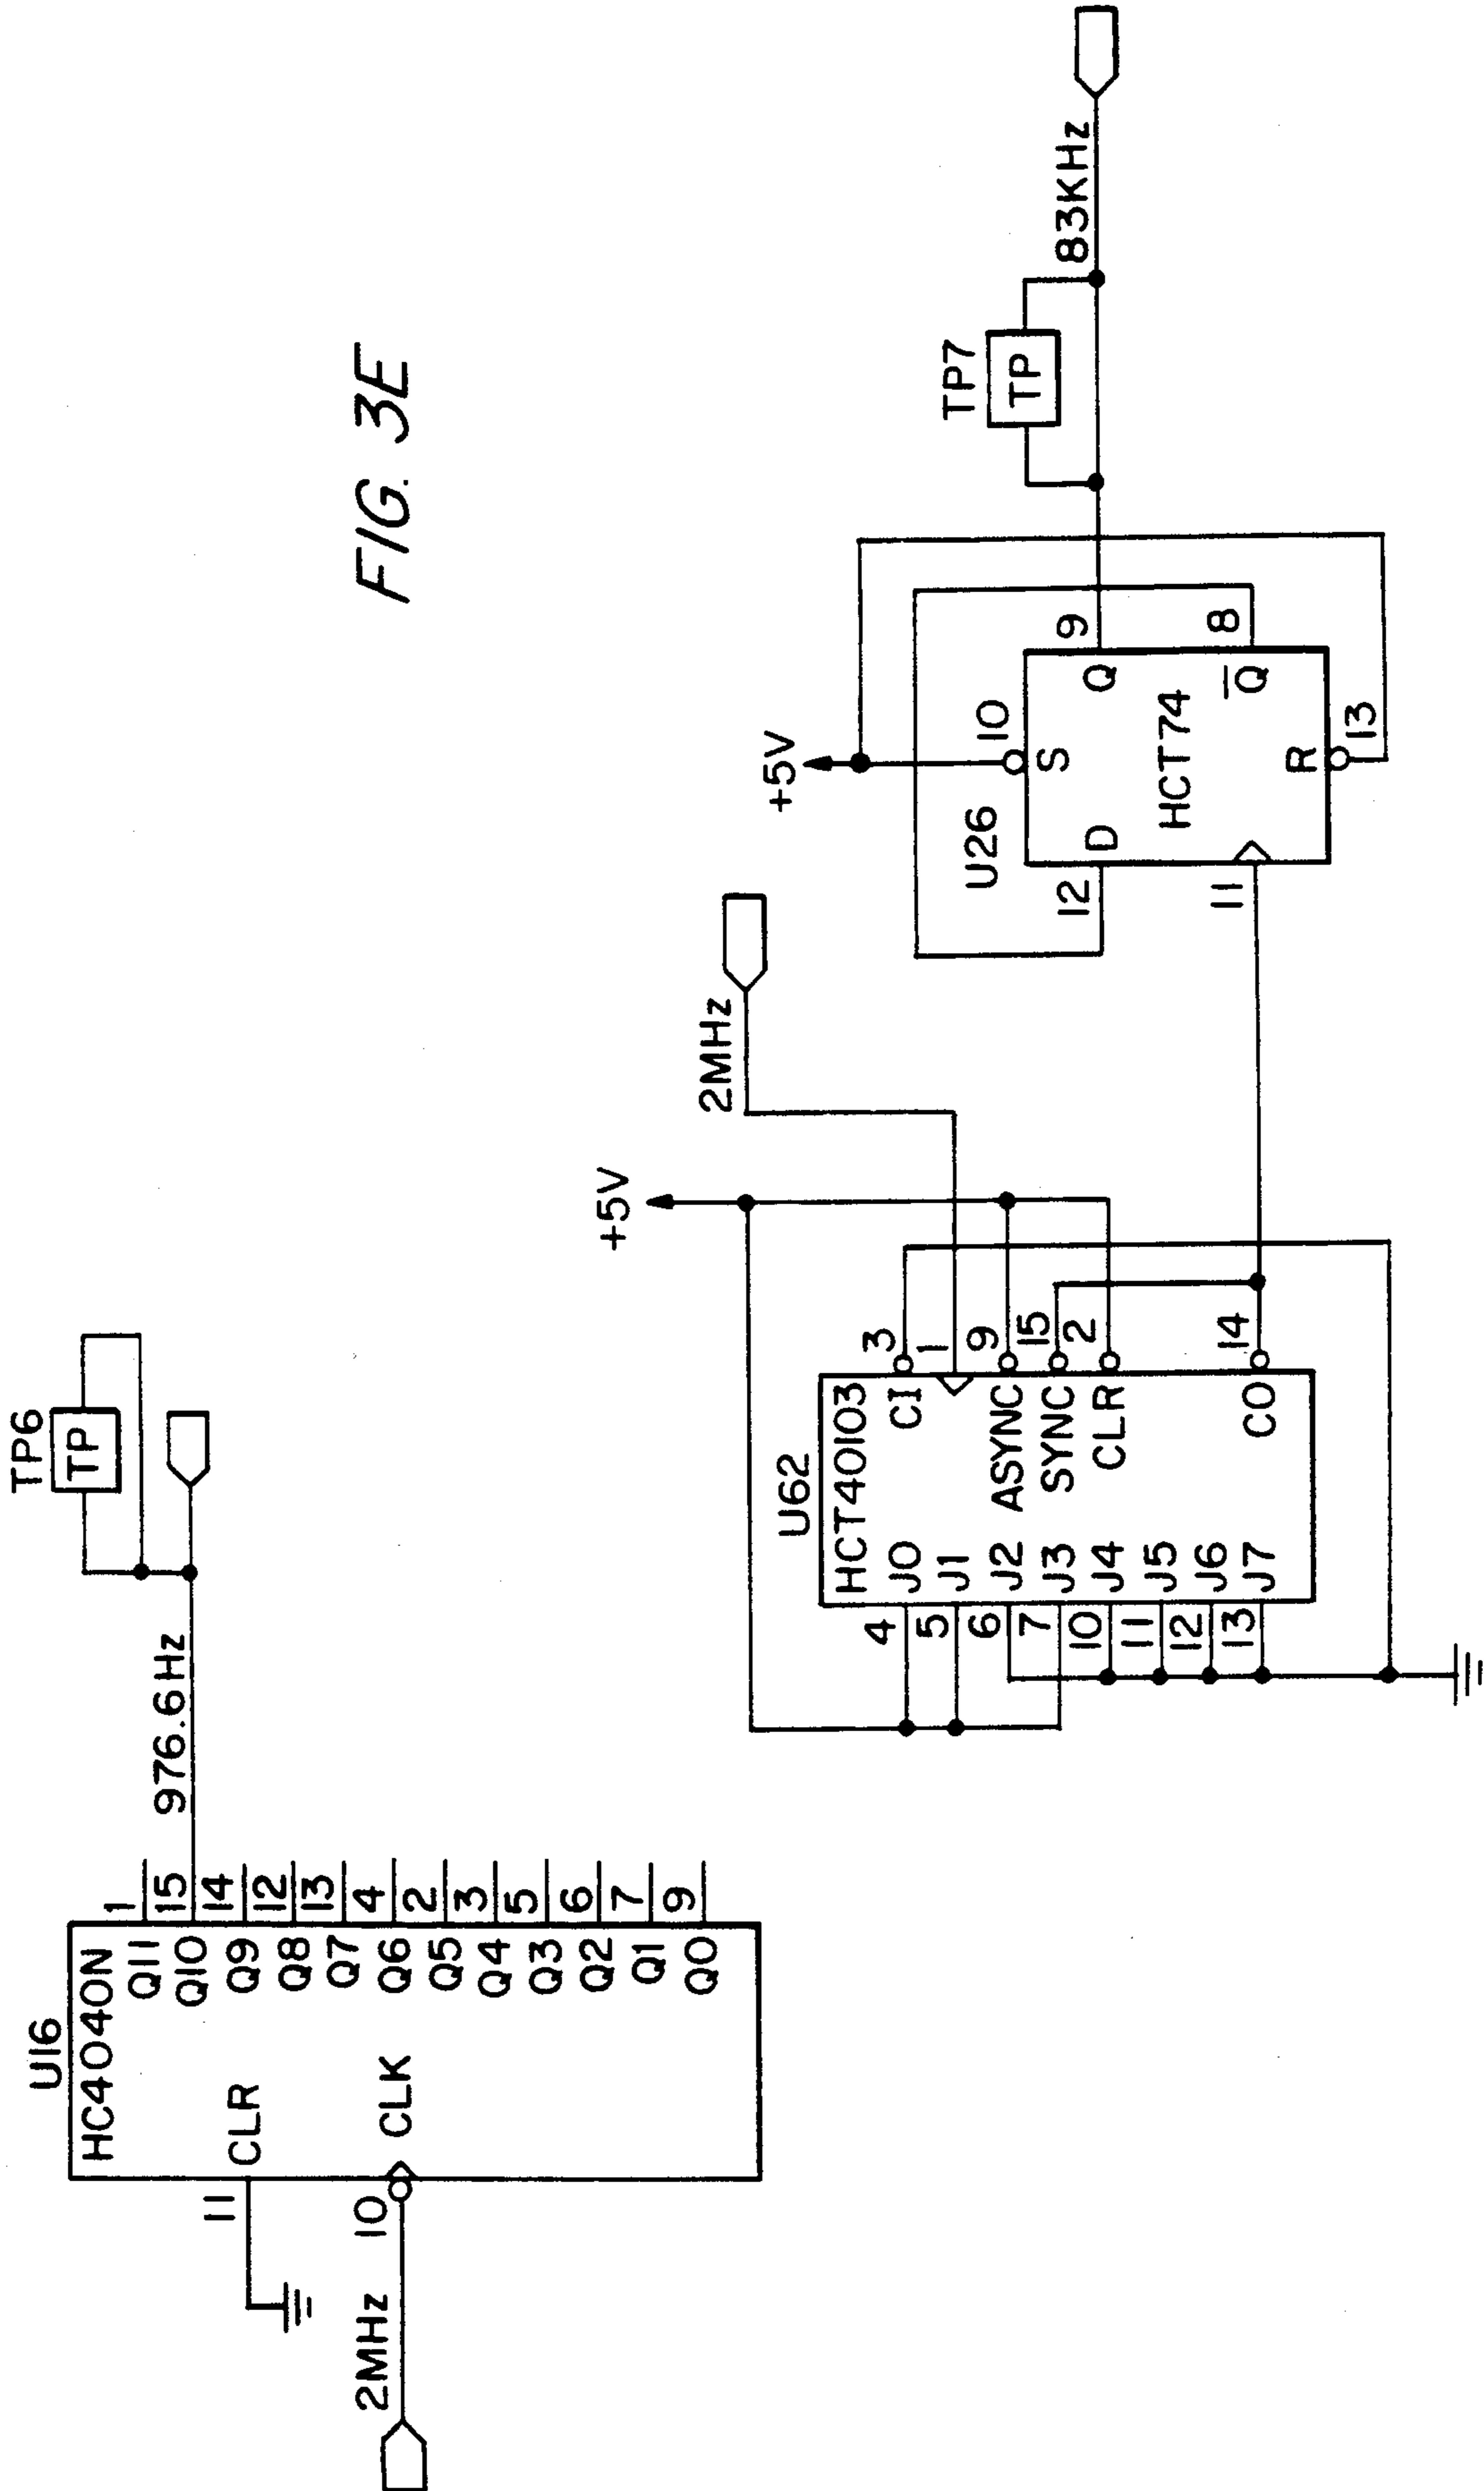 FIG. 3E
U16
HC4040N
11
CLR
10
CLK
2MHz
Q11
1
Q10
15
Q9
14
Q8
12
Q7
13
Q6
4
Q5
2
Q4
3
Q3
5
Q2
6
Q1
7
Q0
9
976.6Hz
TP6
TP
U62
HCT40103
4
J0
5
J1
6
J2
7
J3
10
J4
11
J5
12
J6
13
J7
CI
3
1
ASYNC
9
SYNC
15
CLR
2
CO
14
+5V
2MHz
U26
+5V
10
S
12
D
11
HCT74
Q
9
Q̅
8
R
13
TP7
TP
83KHz